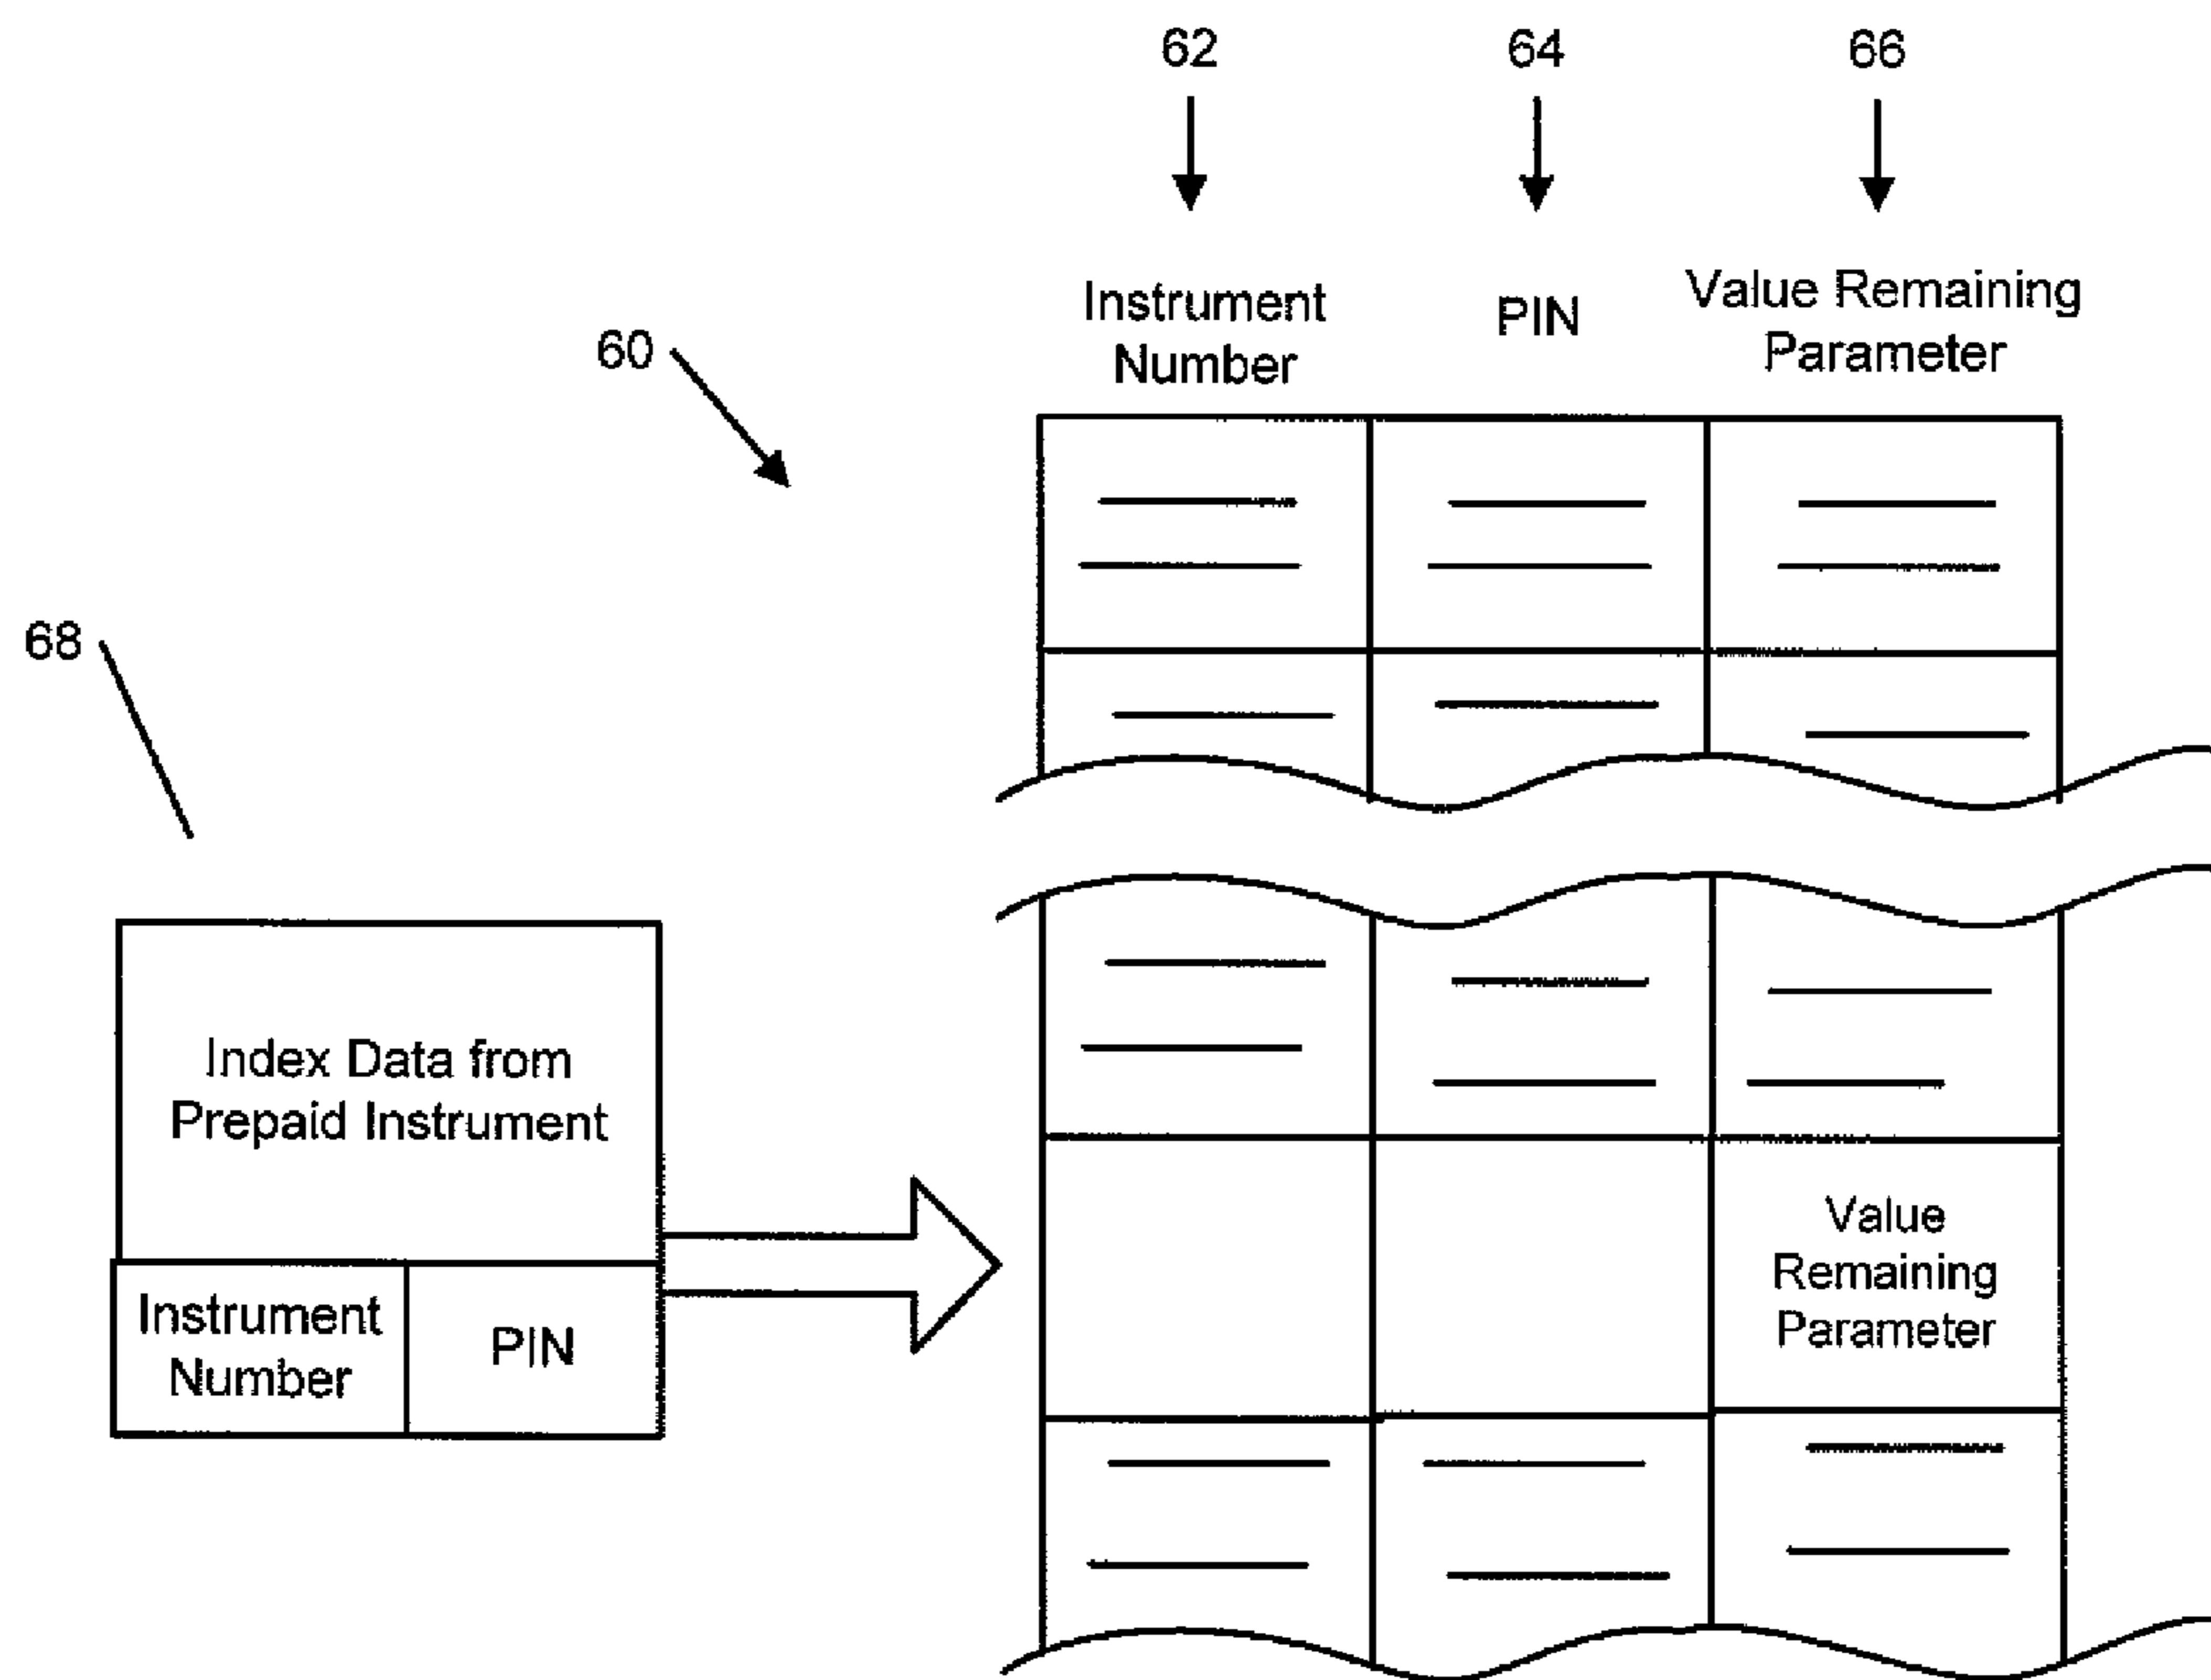 62
64
66
Instrument
Number
PIN
Value Remaining
Parameter
60
68
Index Data from
Prepaid Instrument
Instrument
Number
PIN
Value
Remaining
Parameter